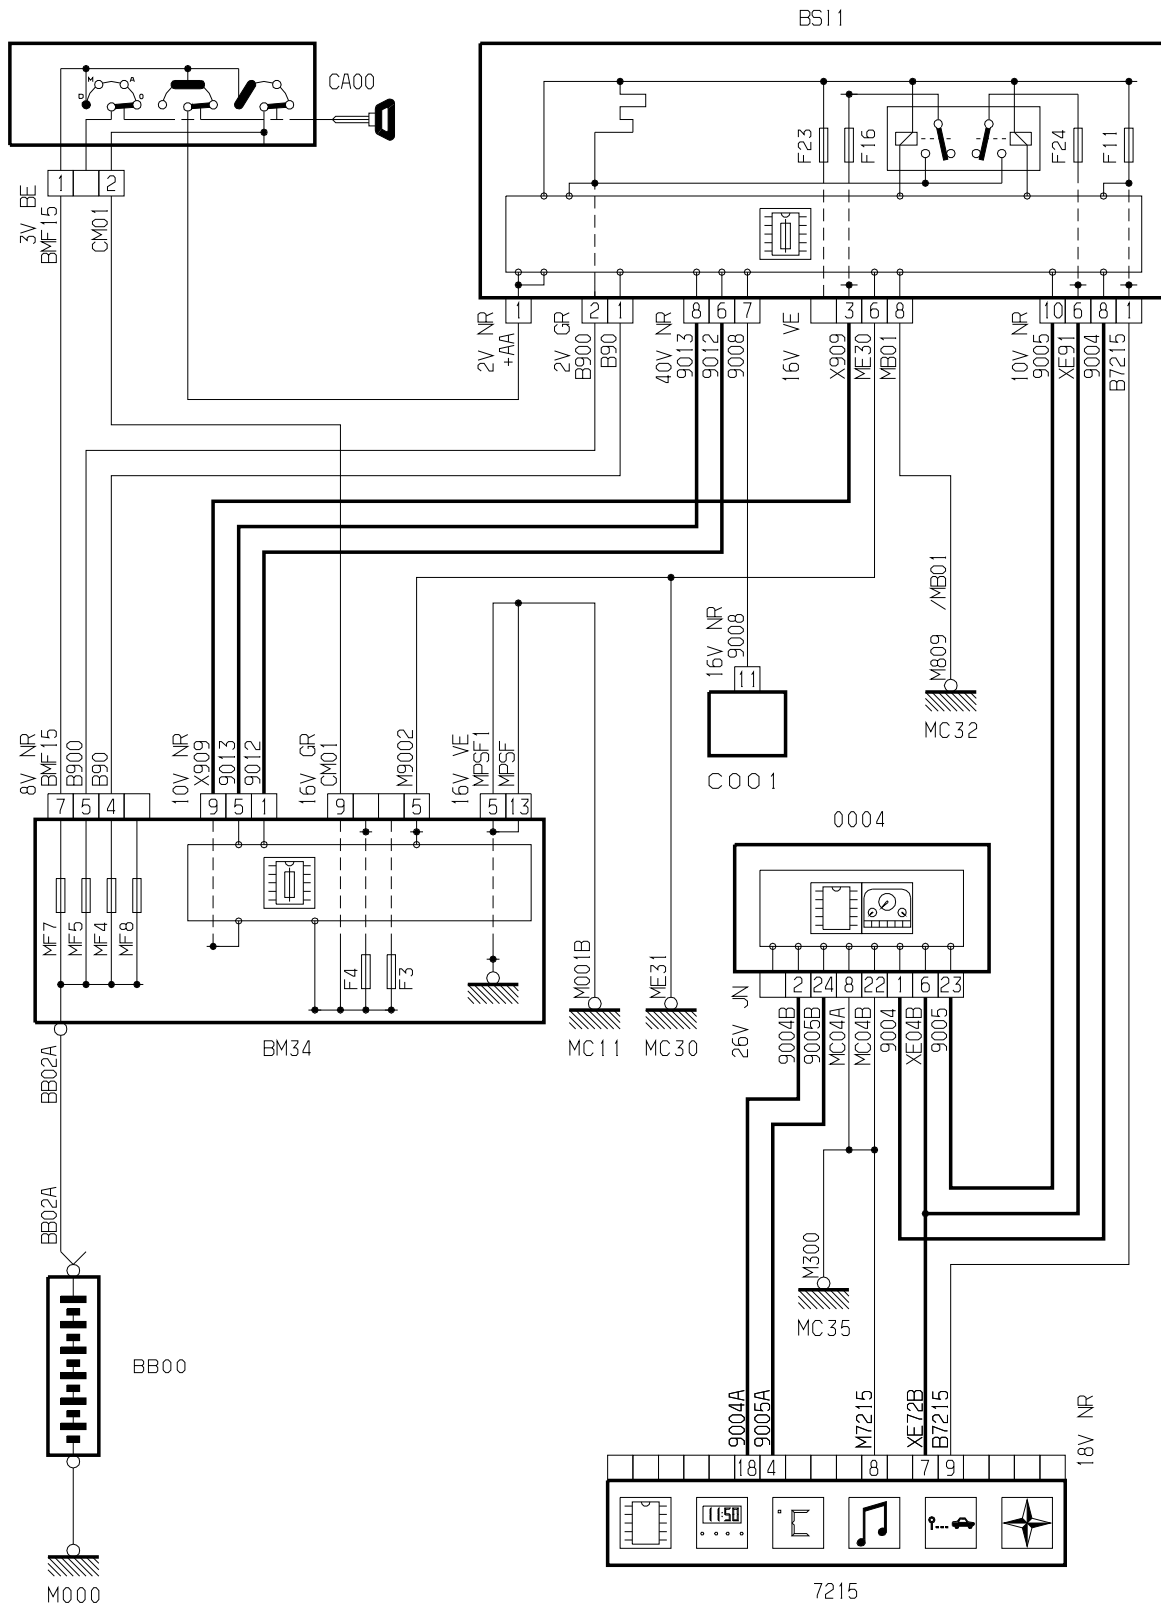 BSI1
CA00
M
A
D
O
F23
F16
F24
F11
1
2
3V BE
BMF15
CM01
1
2
1
8
6
7
3
6
8
10
6
8
1
2V NR
+AA
2V GR
B900
B90
40V NR
9013
9012
9008
16V VE
X909
ME30
MB01
10V NR
9005
XE91
9004
B7215
16V NR
9008
11
C001
M809 /MB01
MC32
8V NR
BMF15
B900
B90
10V NR
X909
9013
9012
16V GR
CM01
M9002
16V VE
MPSF1
MPSF
7
5
4
9
5
1
9
5
5
13
MF7
MF5
MF4
MF8
F4
F3
BM34
M001B
MC11
ME31
MC30
0004
2
24
8
22
1
6
23
26V JN
9004B
9005B
MC04A
MC04B
9004
XE04B
9005
BB02A
BB02A
BB00
M000
M300
MC35
9004A
9005A
M7215
XE72B
B7215
18V NR
18
4
8
7
9
11:50
°C
7215